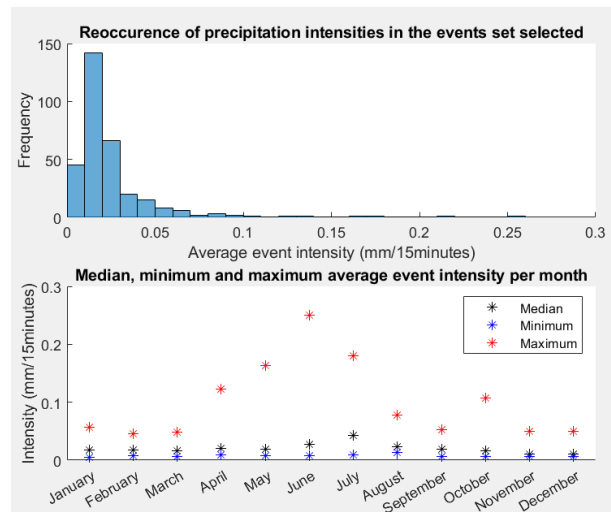 Reoccurence of precipitation intensities in the events set selected
150
100
50
0
Frequency
0 0.05 0.1 0.15 0.2 0.25 0.3
Average event intensity (mm/15minutes)
Median, minimum and maximum average event intensity per month
0.3
0.2
0.1
0
Intensity (mm/15minutes)
Median
Minimum
Maximum
January February March April May June July August September October November December